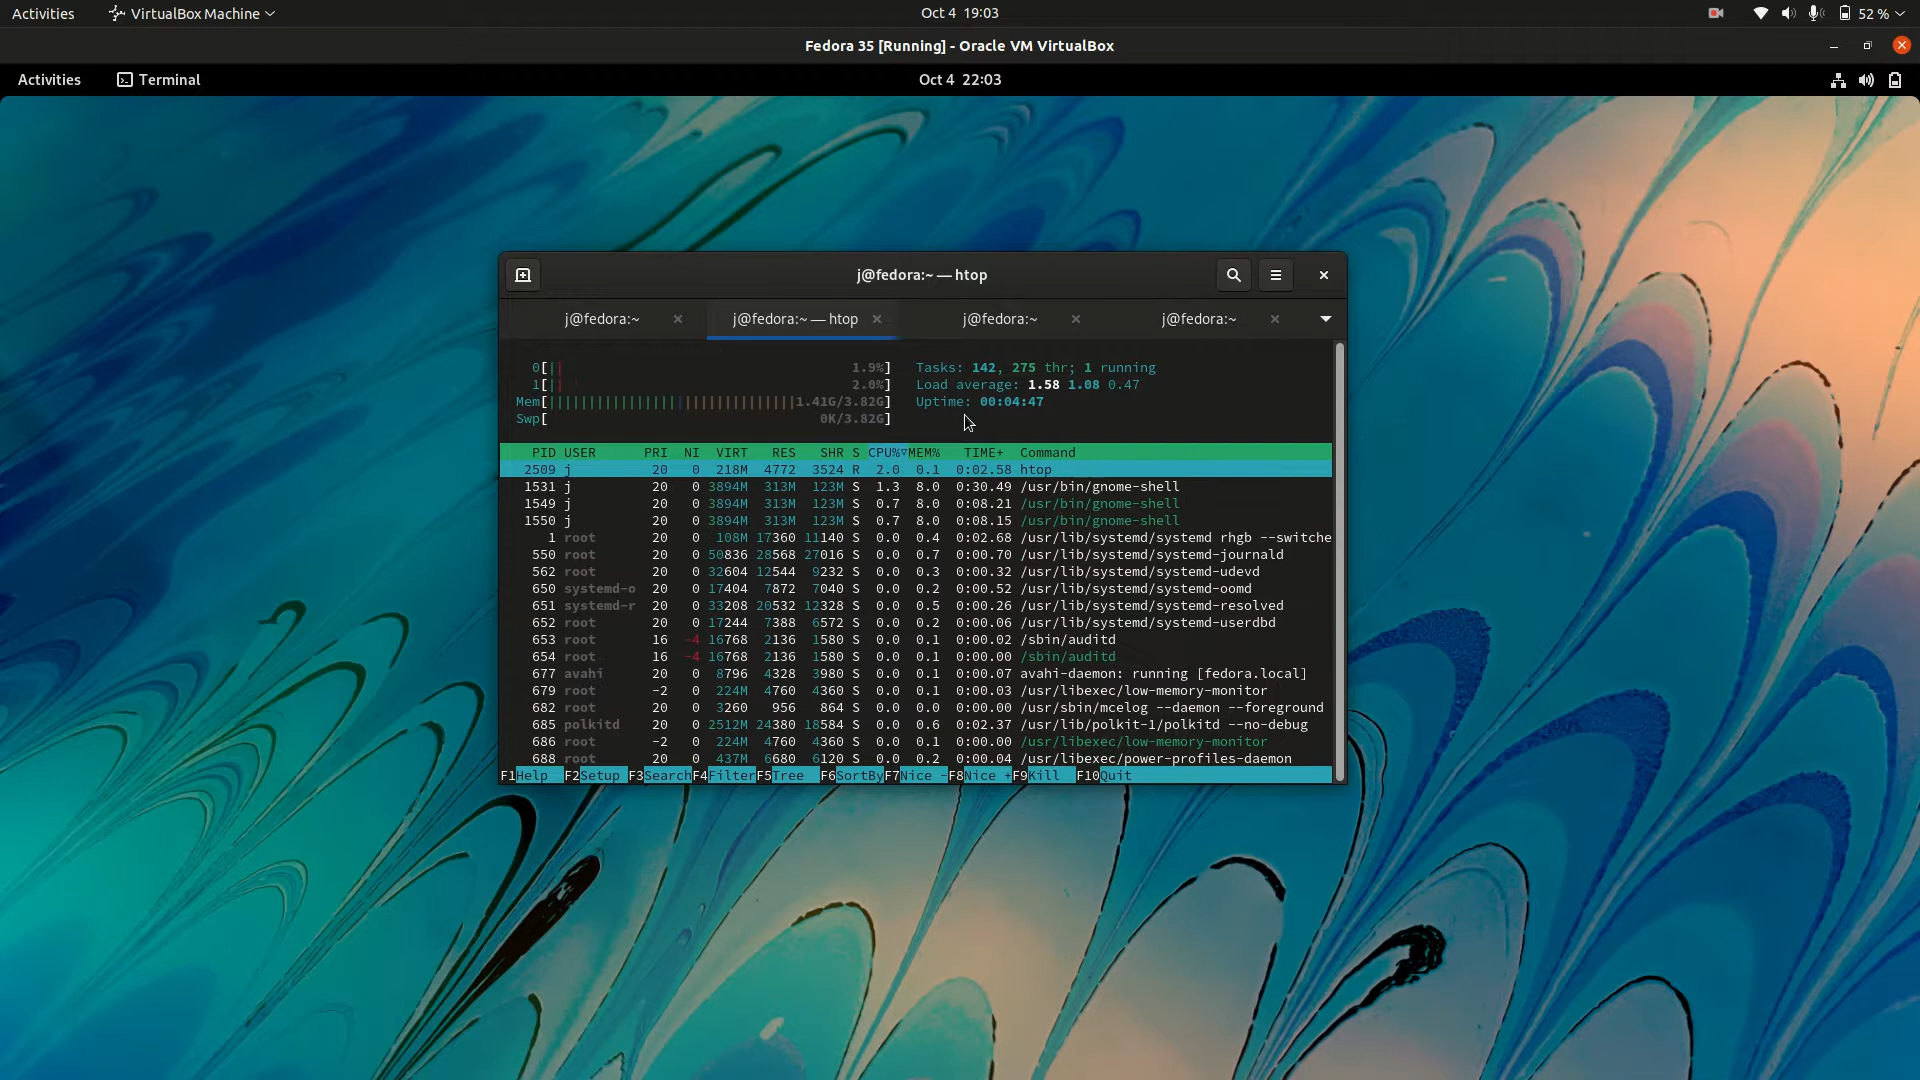 Activities VirtualBox Machine Oct 4 19:03 52 %
Fedora 35 [Running] - Oracle VM VirtualBox
Activities Terminal Oct 4 22:03
j@fedora:~ — htop
j@fedora:~ j@fedora:~ — htop j@fedora:~ j@fedora:~
0[|| 1.9%] Tasks: 142, 275 thr; 1 running
1[|| 2.0%] Load average: 1.58 1.08 0.47
Mem[|||||||||||||||||||||||||||||||1.41G/3.82G] Uptime: 00:04:47
Swp[ 0K/3.82G]
PID USER PRI NI VIRT RES SHR S CPU%▽MEM% TIME+ Command
2509 j 20 0 218M 4772 3524 R 2.0 0.1 0:02.58 htop
1531 j 20 0 3894M 313M 123M S 1.3 8.0 0:30.49 /usr/bin/gnome-shell
1549 j 20 0 3894M 313M 123M S 0.7 8.0 0:08.21 /usr/bin/gnome-shell
1550 j 20 0 3894M 313M 123M S 0.7 8.0 0:08.15 /usr/bin/gnome-shell
1 root 20 0 108M 17360 11140 S 0.0 0.4 0:02.68 /usr/lib/systemd/systemd rhgb --switche
550 root 20 0 50836 28568 27016 S 0.0 0.7 0:00.70 /usr/lib/systemd/systemd-journald
562 root 20 0 32604 12544 9232 S 0.0 0.3 0:00.32 /usr/lib/systemd/systemd-udevd
650 systemd-o 20 0 17404 7872 7040 S 0.0 0.2 0:00.52 /usr/lib/systemd/systemd-oomd
651 systemd-r 20 0 33208 20532 12328 S 0.0 0.5 0:00.26 /usr/lib/systemd/systemd-resolved
652 root 20 0 17244 7388 6572 S 0.0 0.2 0:00.06 /usr/lib/systemd/systemd-userdbd
653 root 16 -4 16768 2136 1580 S 0.0 0.1 0:00.02 /sbin/auditd
654 root 16 -4 16768 2136 1580 S 0.0 0.1 0:00.00 /sbin/auditd
677 avahi 20 0 8796 4328 3980 S 0.0 0.1 0:00.07 avahi-daemon: running [fedora.local]
679 root -2 0 224M 4760 4360 S 0.0 0.1 0:00.03 /usr/libexec/low-memory-monitor
682 root 20 0 3260 956 864 S 0.0 0.0 0:00.00 /usr/sbin/mcelog --daemon --foreground
685 polkitd 20 0 2512M 24380 18584 S 0.0 0.6 0:02.37 /usr/lib/polkit-1/polkitd --no-debug
686 root -2 0 224M 4760 4360 S 0.0 0.1 0:00.00 /usr/libexec/low-memory-monitor
688 root 20 0 437M 6680 6120 S 0.0 0.2 0:00.04 /usr/libexec/power-profiles-daemon
F1Help F2Setup F3SearchF4FilterF5Tree F6SortByF7Nice -F8Nice +F9Kill F10Quit